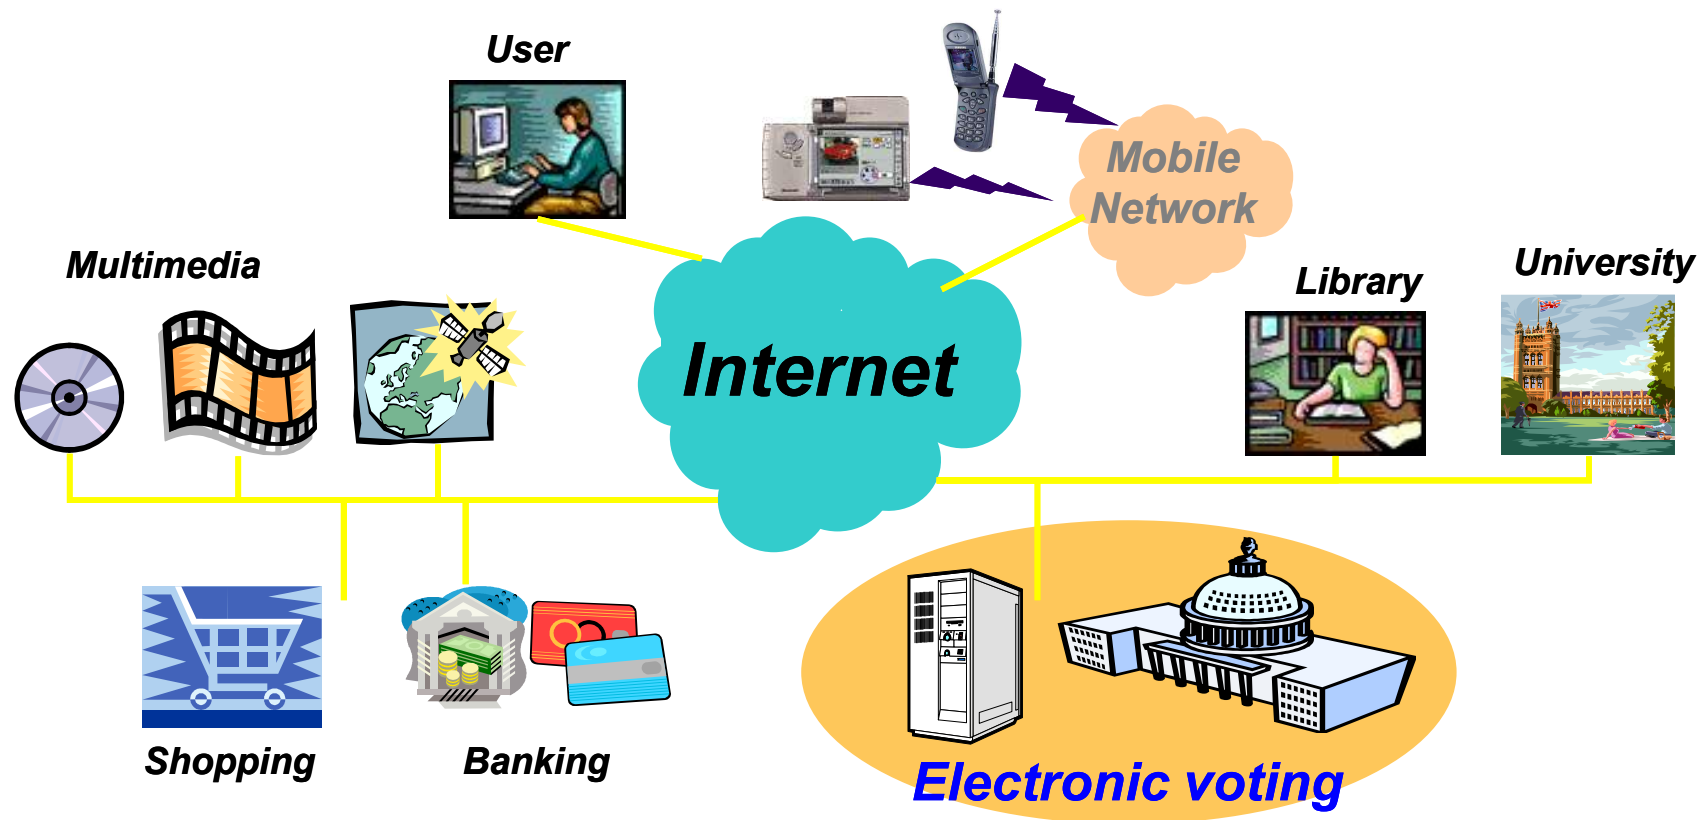 User
Mobile
Network
Multimedia
Internet
Library
University
Shopping
Banking
Electronic voting